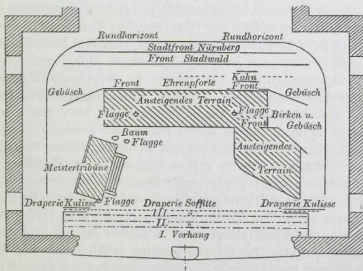 Rundhorizont Rundhorizont
Stadtfront Nürnberg
Front Stadtwald
Kahn
Front Ehrenpforte Front
Gebüsch Gebüsch
Ansteigendes Terrain
Flagge Flagge
Front Birken u.
Gebüsch
Baum
Flagge
Ansteigendes
Meistertribüne
Terrain
Flagge
Draperie Kulisse Draperie Soffitte Draperie Kulisse
III. "
II. "
I. Vorhang